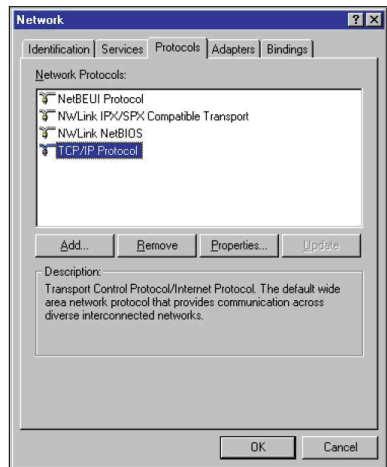 Network
Identification Services Protocols Adapters Bindings
Network Protocols:
NetBEUI Protocol
NWLink IPX/SPX Compatible Transport
NWLink NetBIOS
TCP/IP Protocol
Add... Remove Properties... Update
Description:
Transport Control Protocol/Internet Protocol. The default wide
area network protocol that provides communication across
diverse interconnected networks.
OK Cancel